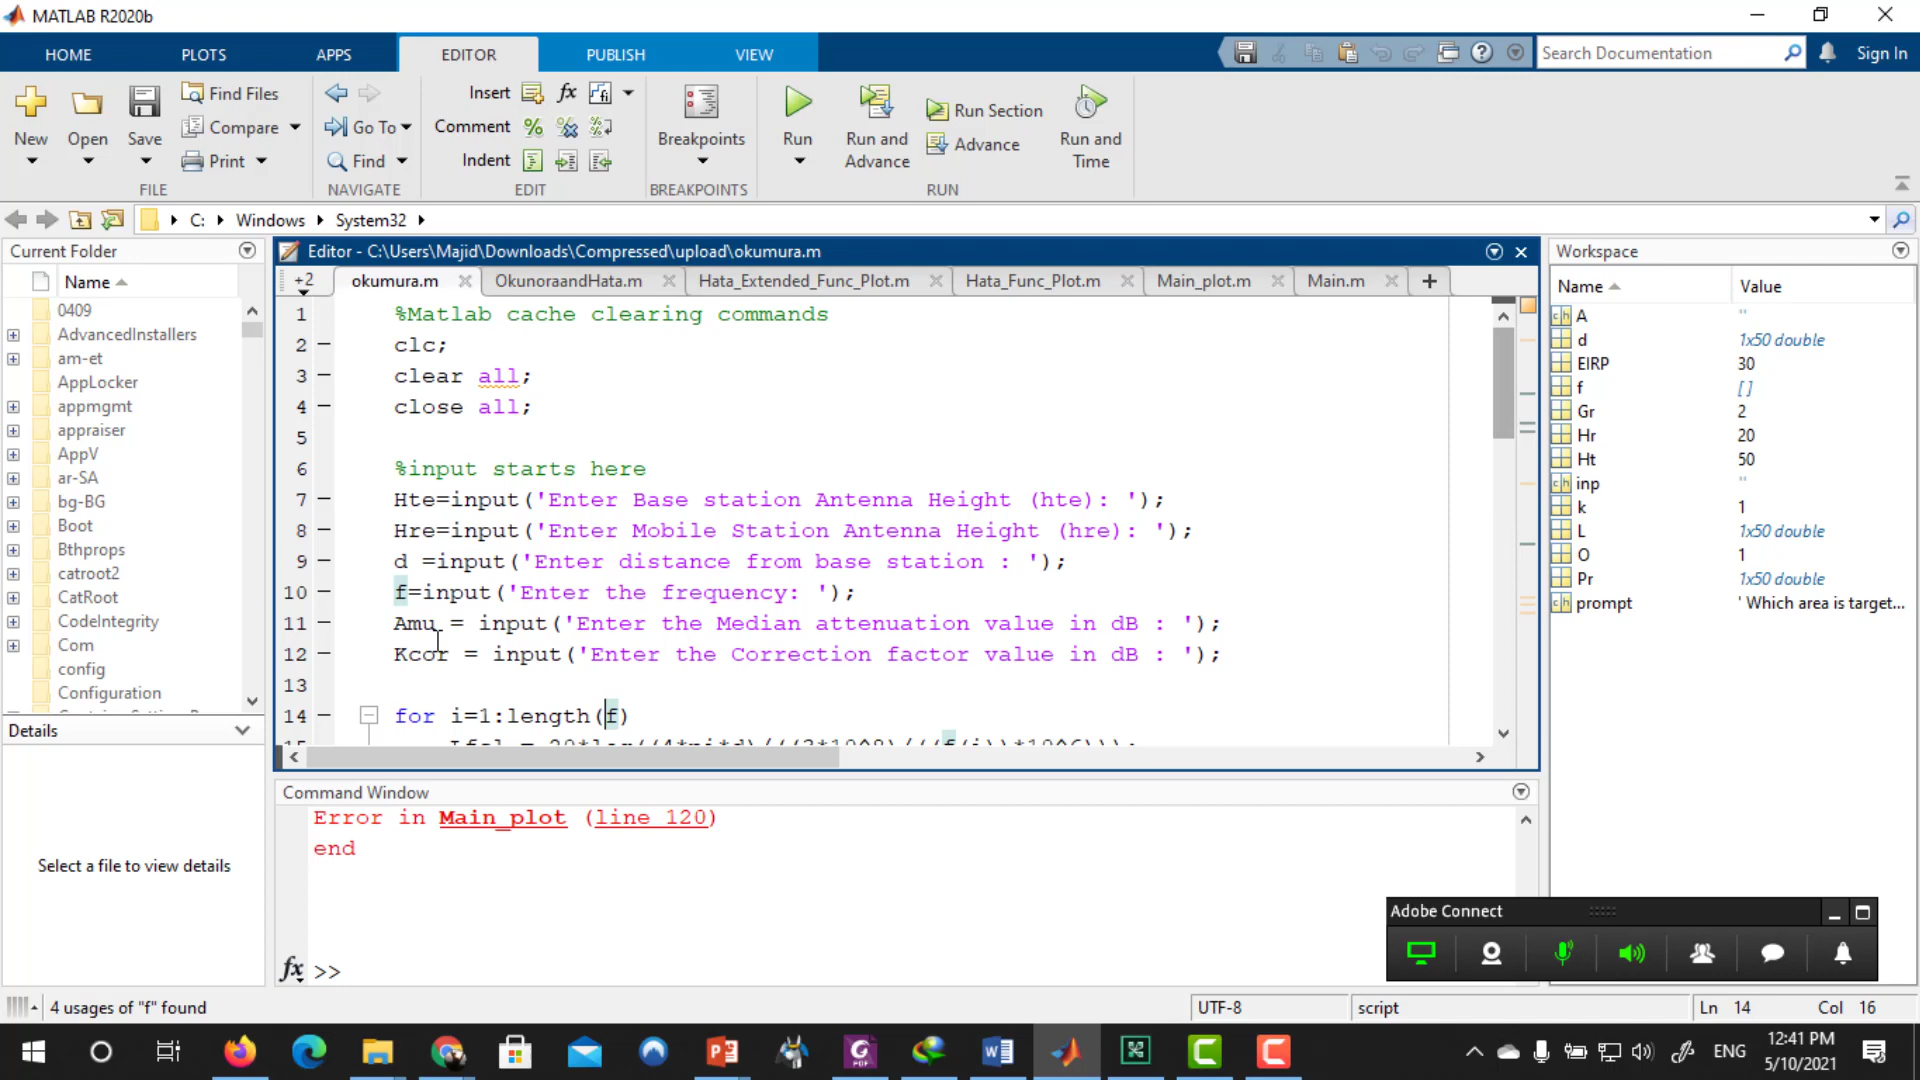 MATLAB R2020b
HOME PLOTS APPS EDITOR PUBLISH VIEW
Search Documentation Sign In
New Open Save
Find Files
Compare
Print
FILE
Go To
Find
NAVIGATE
Insert fx
Comment % %
Indent
EDIT
Breakpoints
BREAKPOINTS
Run
Run and Advance
Run Section
Advance
Run and Time
RUN
C: Windows System32
Current Folder
Name
0409
AdvancedInstallers
am-et
AppLocker
appmgmt
appraiser
AppV
ar-SA
bg-BG
Boot
Bthprops
catroot2
CatRoot
CodeIntegrity
Com
config
Configuration
Details
Select a file to view details
Editor - C:\Users\Majid\Downloads\Compressed\upload\okumura.m
+2 okumura.m OkunoraandHata.m Hata_Extended_Func_Plot.m Hata_Func_Plot.m Main_plot.m Main.m +
1 %Matlab cache clearing commands
2 clc;
3 clear all;
4 close all;
5
6 %input starts here
7 Hte=input('Enter Base station Antenna Height (hte): ');
8 Hre=input('Enter Mobile Station Antenna Height (hre): ');
9 d =input('Enter distance from base station : ');
10 f=input('Enter the frequency: ');
11 Amu = input('Enter the Median attenuation value in dB : ');
12 Kcor = input('Enter the Correction factor value in dB : ');
13
14 for i=1:length(f)
Command Window
Error in Main_plot (line 120)
end
fx >>
Workspace
Name Value
A ''
d 1x50 double
EIRP 30
f []
Gr 2
Hr 20
Ht 50
inp ''
k 1
L 1x50 double
O 1
Pr 1x50 double
prompt ' Which area is target...
Adobe Connect
4 usages of "f" found
UTF-8 script Ln 14 Col 16
ENG
12:41 PM
5/10/2021